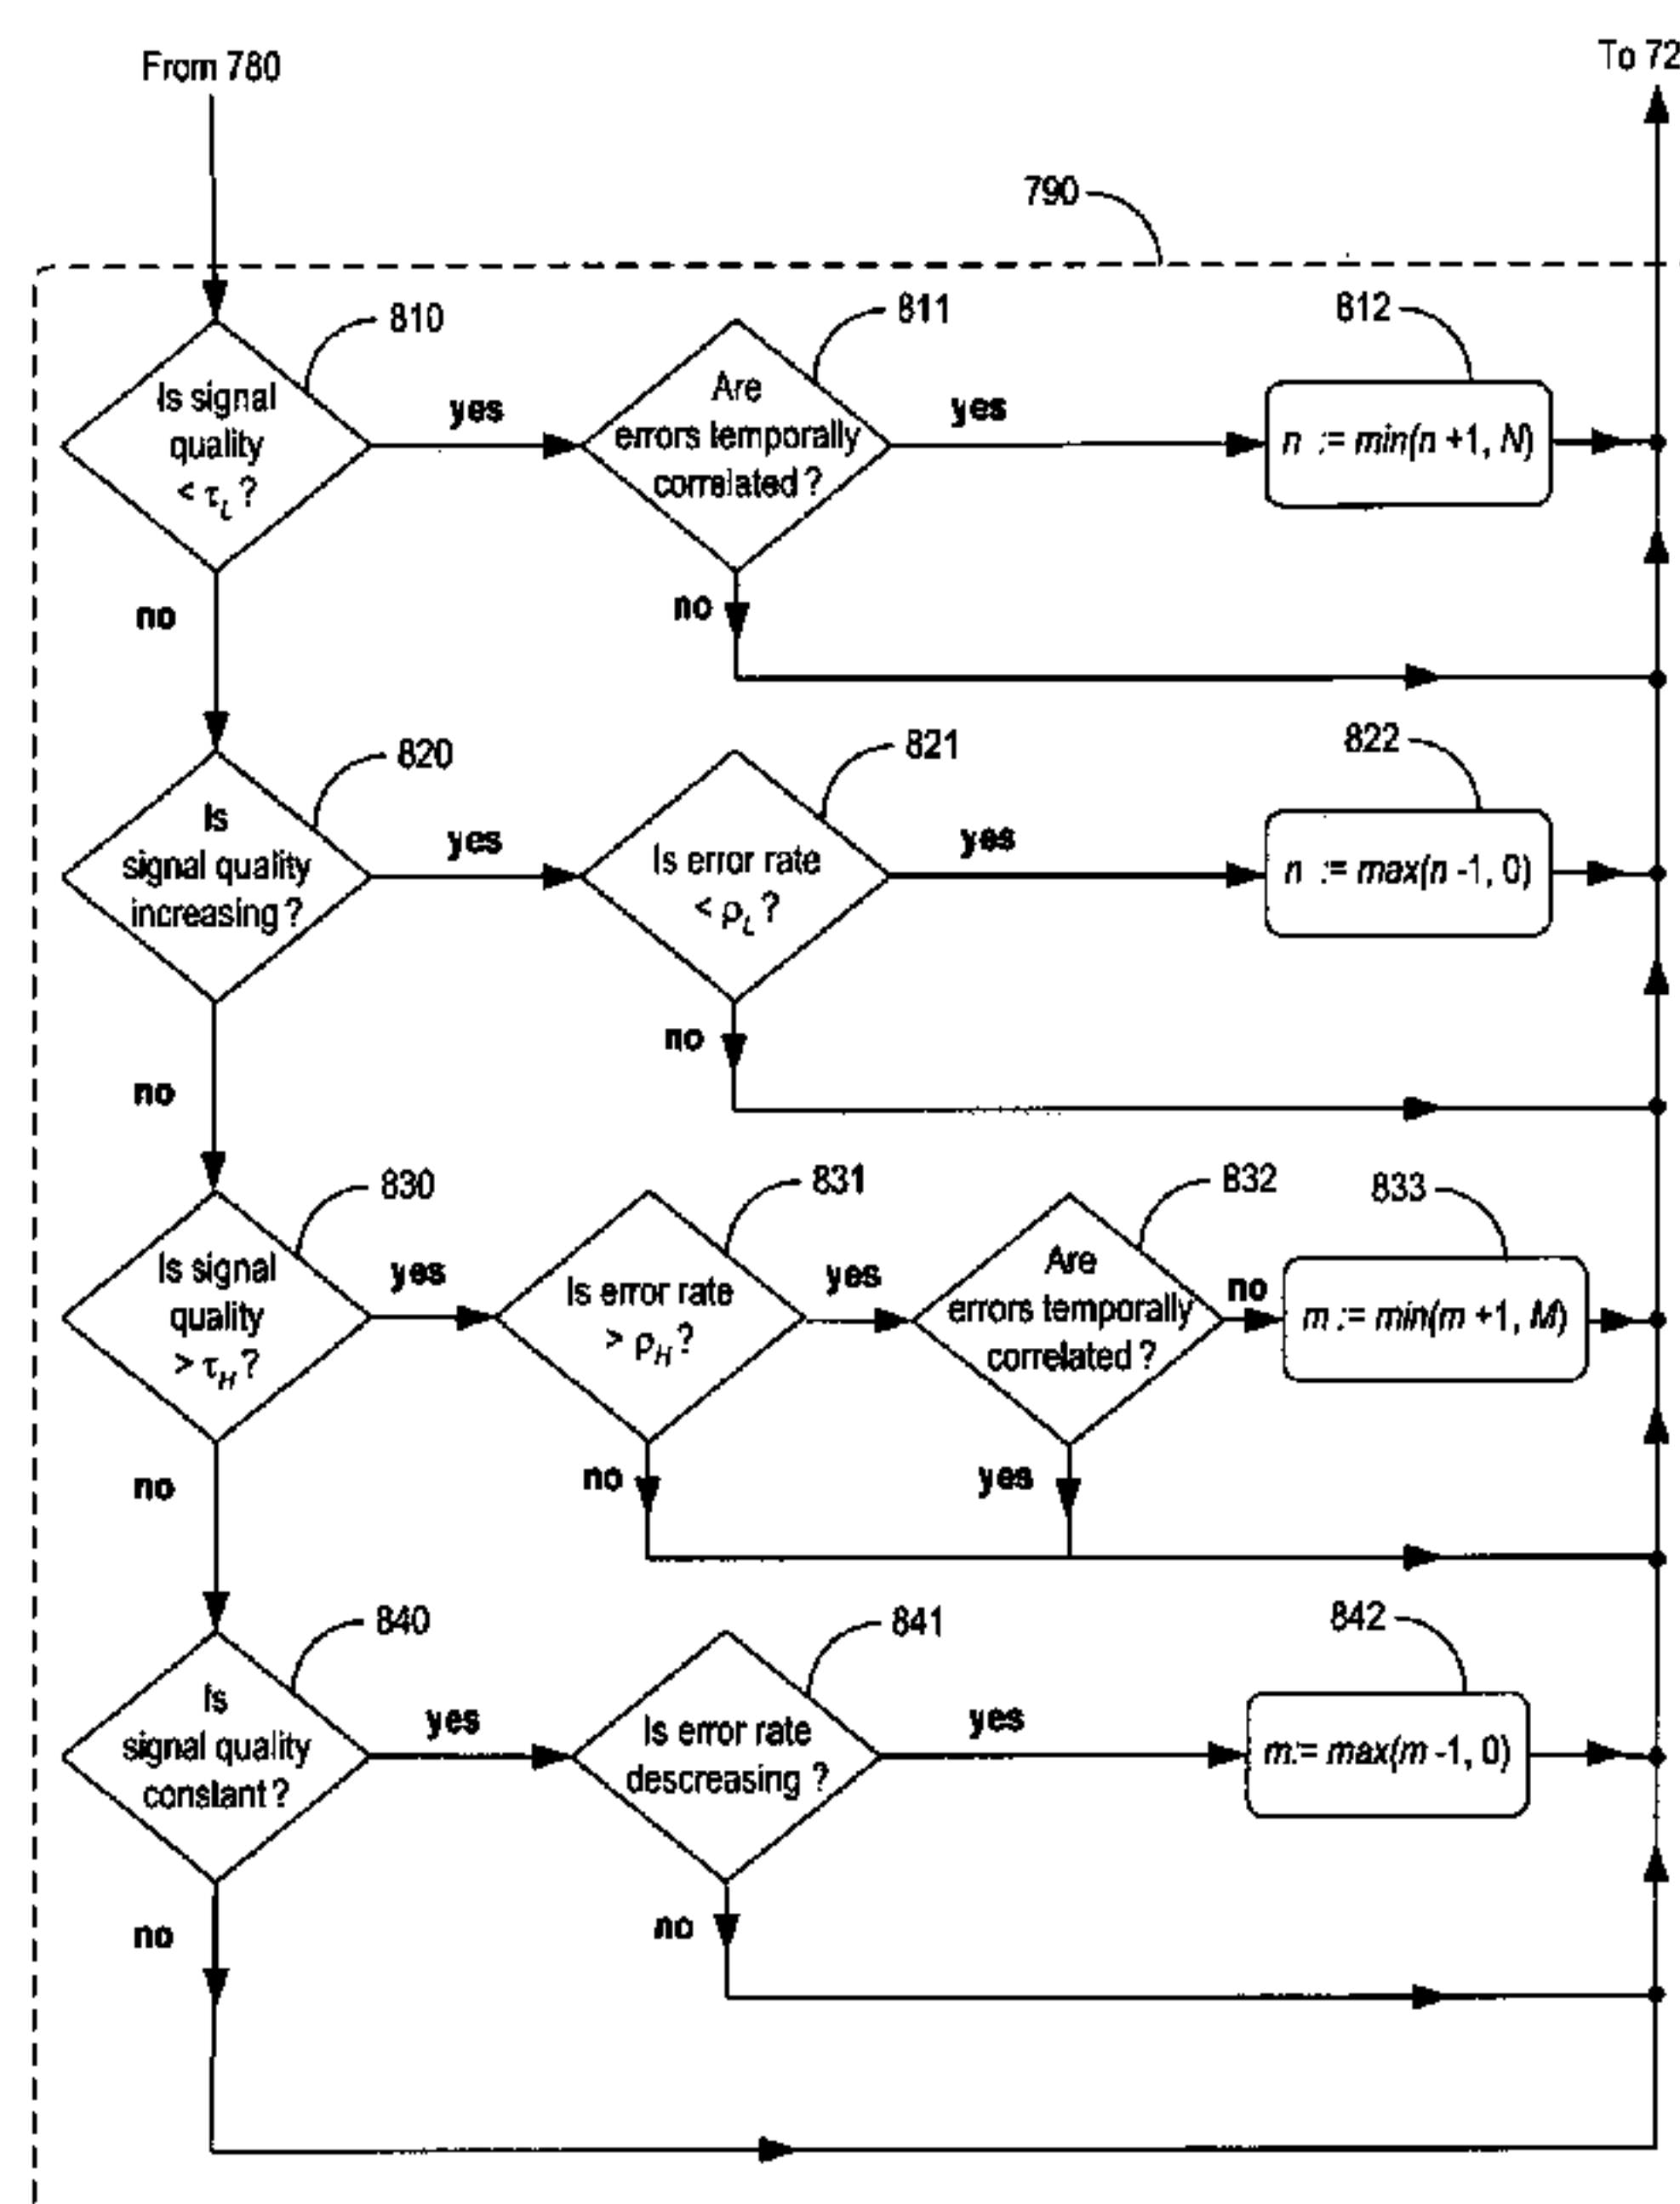 From 780
To 72
790
810
Is signal
quality
< τL ?
yes
811
Are
errors temporally
correlated ?
yes
812
n := min(n +1, N)
no
no
820
Is
signal quality
increasing ?
yes
821
Is error rate
< ρL ?
yes
822
n := max(n -1, 0)
no
no
830
Is signal
quality
> τH ?
yes
831
Is error rate
> ρH ?
yes
832
Are
errors temporally
correlated ?
no
833
m := min(m +1, M)
no
no
yes
840
Is
signal quality
constant ?
yes
841
Is error rate
descreasing ?
yes
842
m:= max(m -1, 0)
no
no